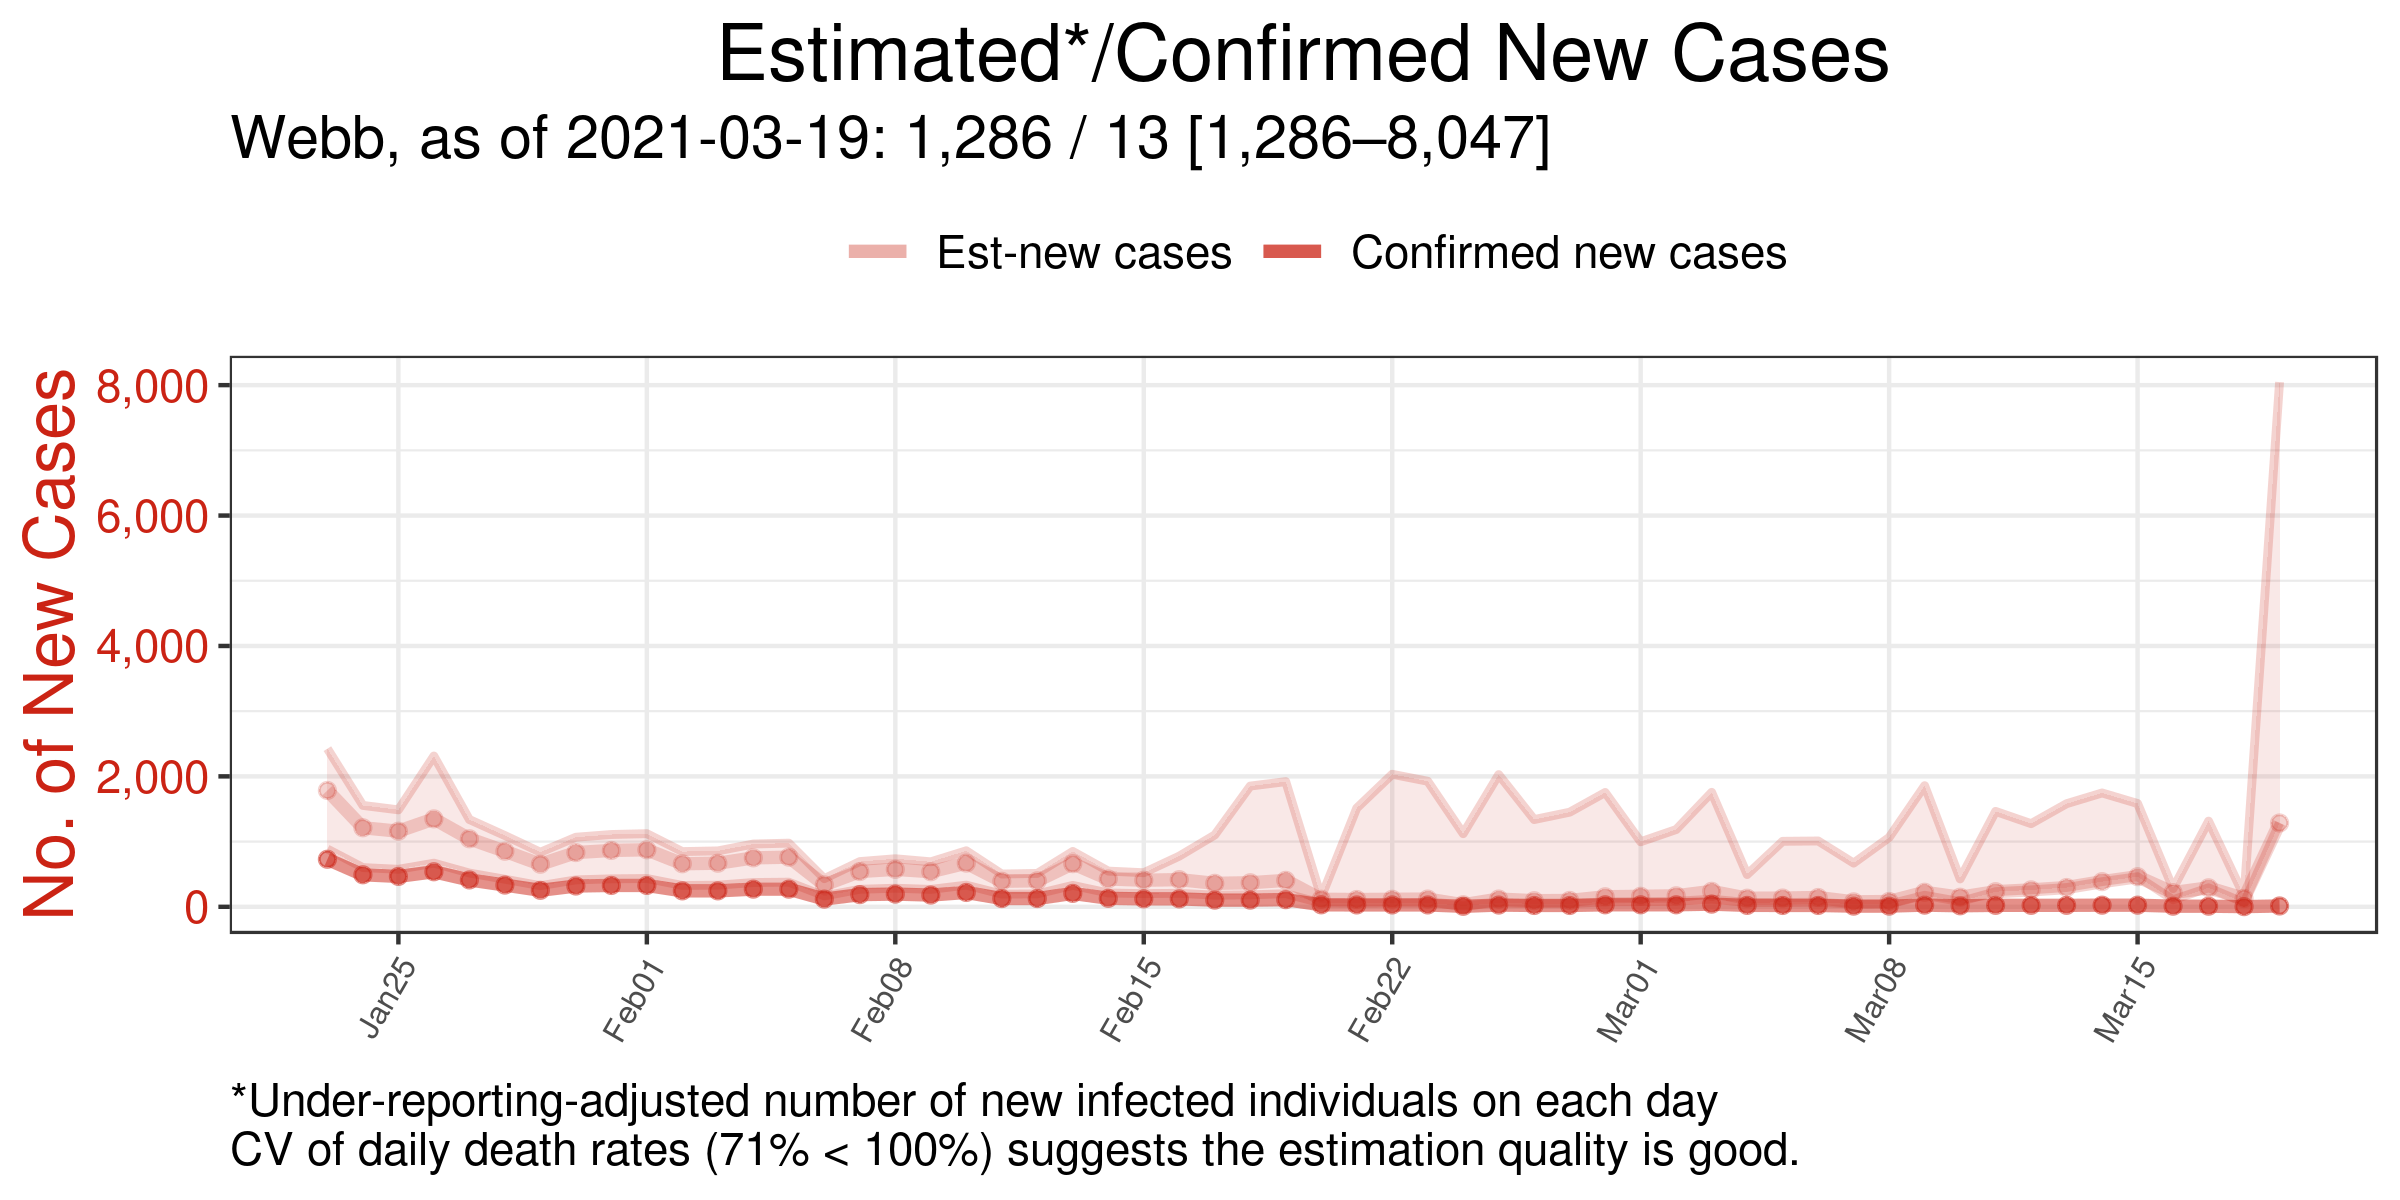 Estimated*/Confirmed New Cases
Webb, as of 2021-03-19: 1,286 / 13 [1,286–8,047]
Est-new cases
Confirmed new cases
No. of New Cases
8,000
6,000
4,000
2,000
0
Jan25
Feb01
Feb08
Feb15
Feb22
Mar01
Mar08
Mar15
*Under-reporting-adjusted number of new infected individuals on each day
CV of daily death rates (71% < 100%) suggests the estimation quality is good.